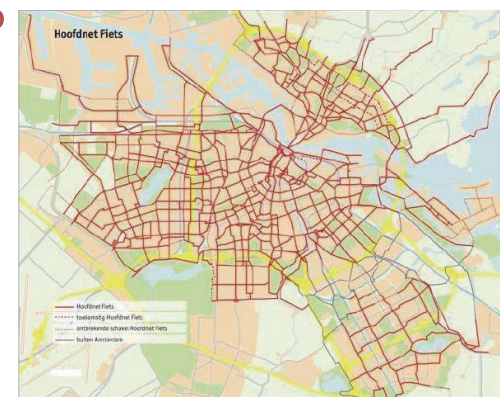 Hoofdnet Fiets
Hoofdnet Fiets
toekomstig Hoofdnet Fiets
ontbrekende schakel Hoofdnet Fiets
buiten Amsterdam